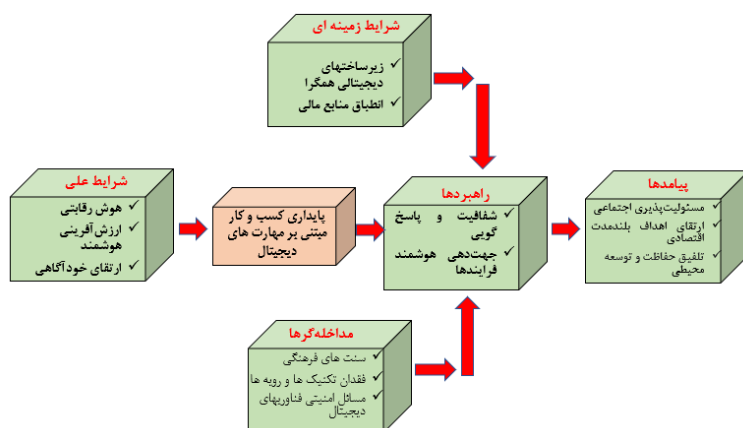 شرایط زمینه ای
زیرساختهای
دیجیتالی همگرا
انطباق منابع مالی
شرایط علی
هوش رقابتی
ارزش‌آفرینی
هوشمند
ارتقای خودآگاهی
پایداری کسب و کار
مبتنی بر مهارت های
دیجیتال
راهبردها
شفافیت و پاسخ
گویی
جهت‌دهی هوشمند
فرایندها
پیامدها
مسئولیت‌پذیری اجتماعی
ارتقای اهداف بلندمدت
اقتصادی
تلفیق حفاظت و توسعه
محیطی
مداخله‌گرها
سنت های فرهنگی
فقدان تکنیک ها و رویه ها
مسائل امنیتی فناوریهای
دیجیتال